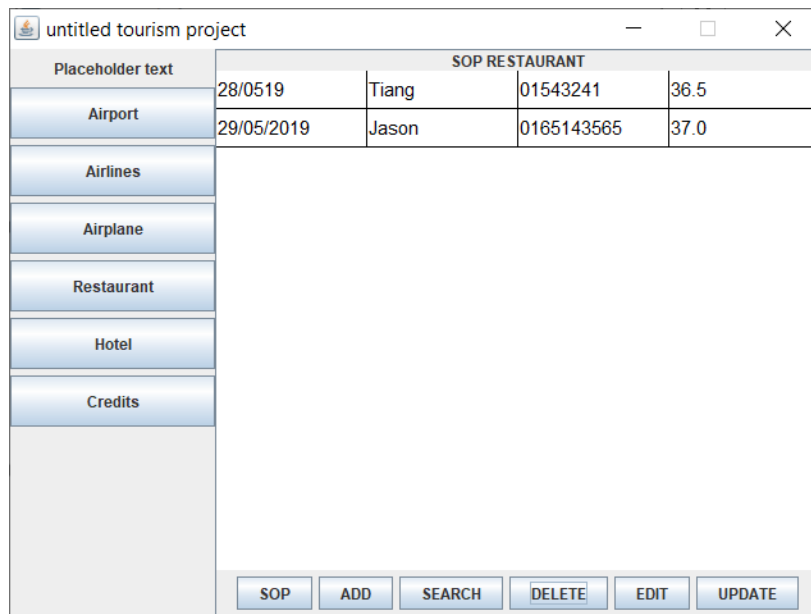 untitled tourism project
Placeholder text
Airport
Airlines
Airplane
Restaurant
Hotel
Credits
SOP RESTAURANT
28/0519 Tiang 01543241 36.5
29/05/2019 Jason 0165143565 37.0
SOP ADD SEARCH DELETE EDIT UPDATE